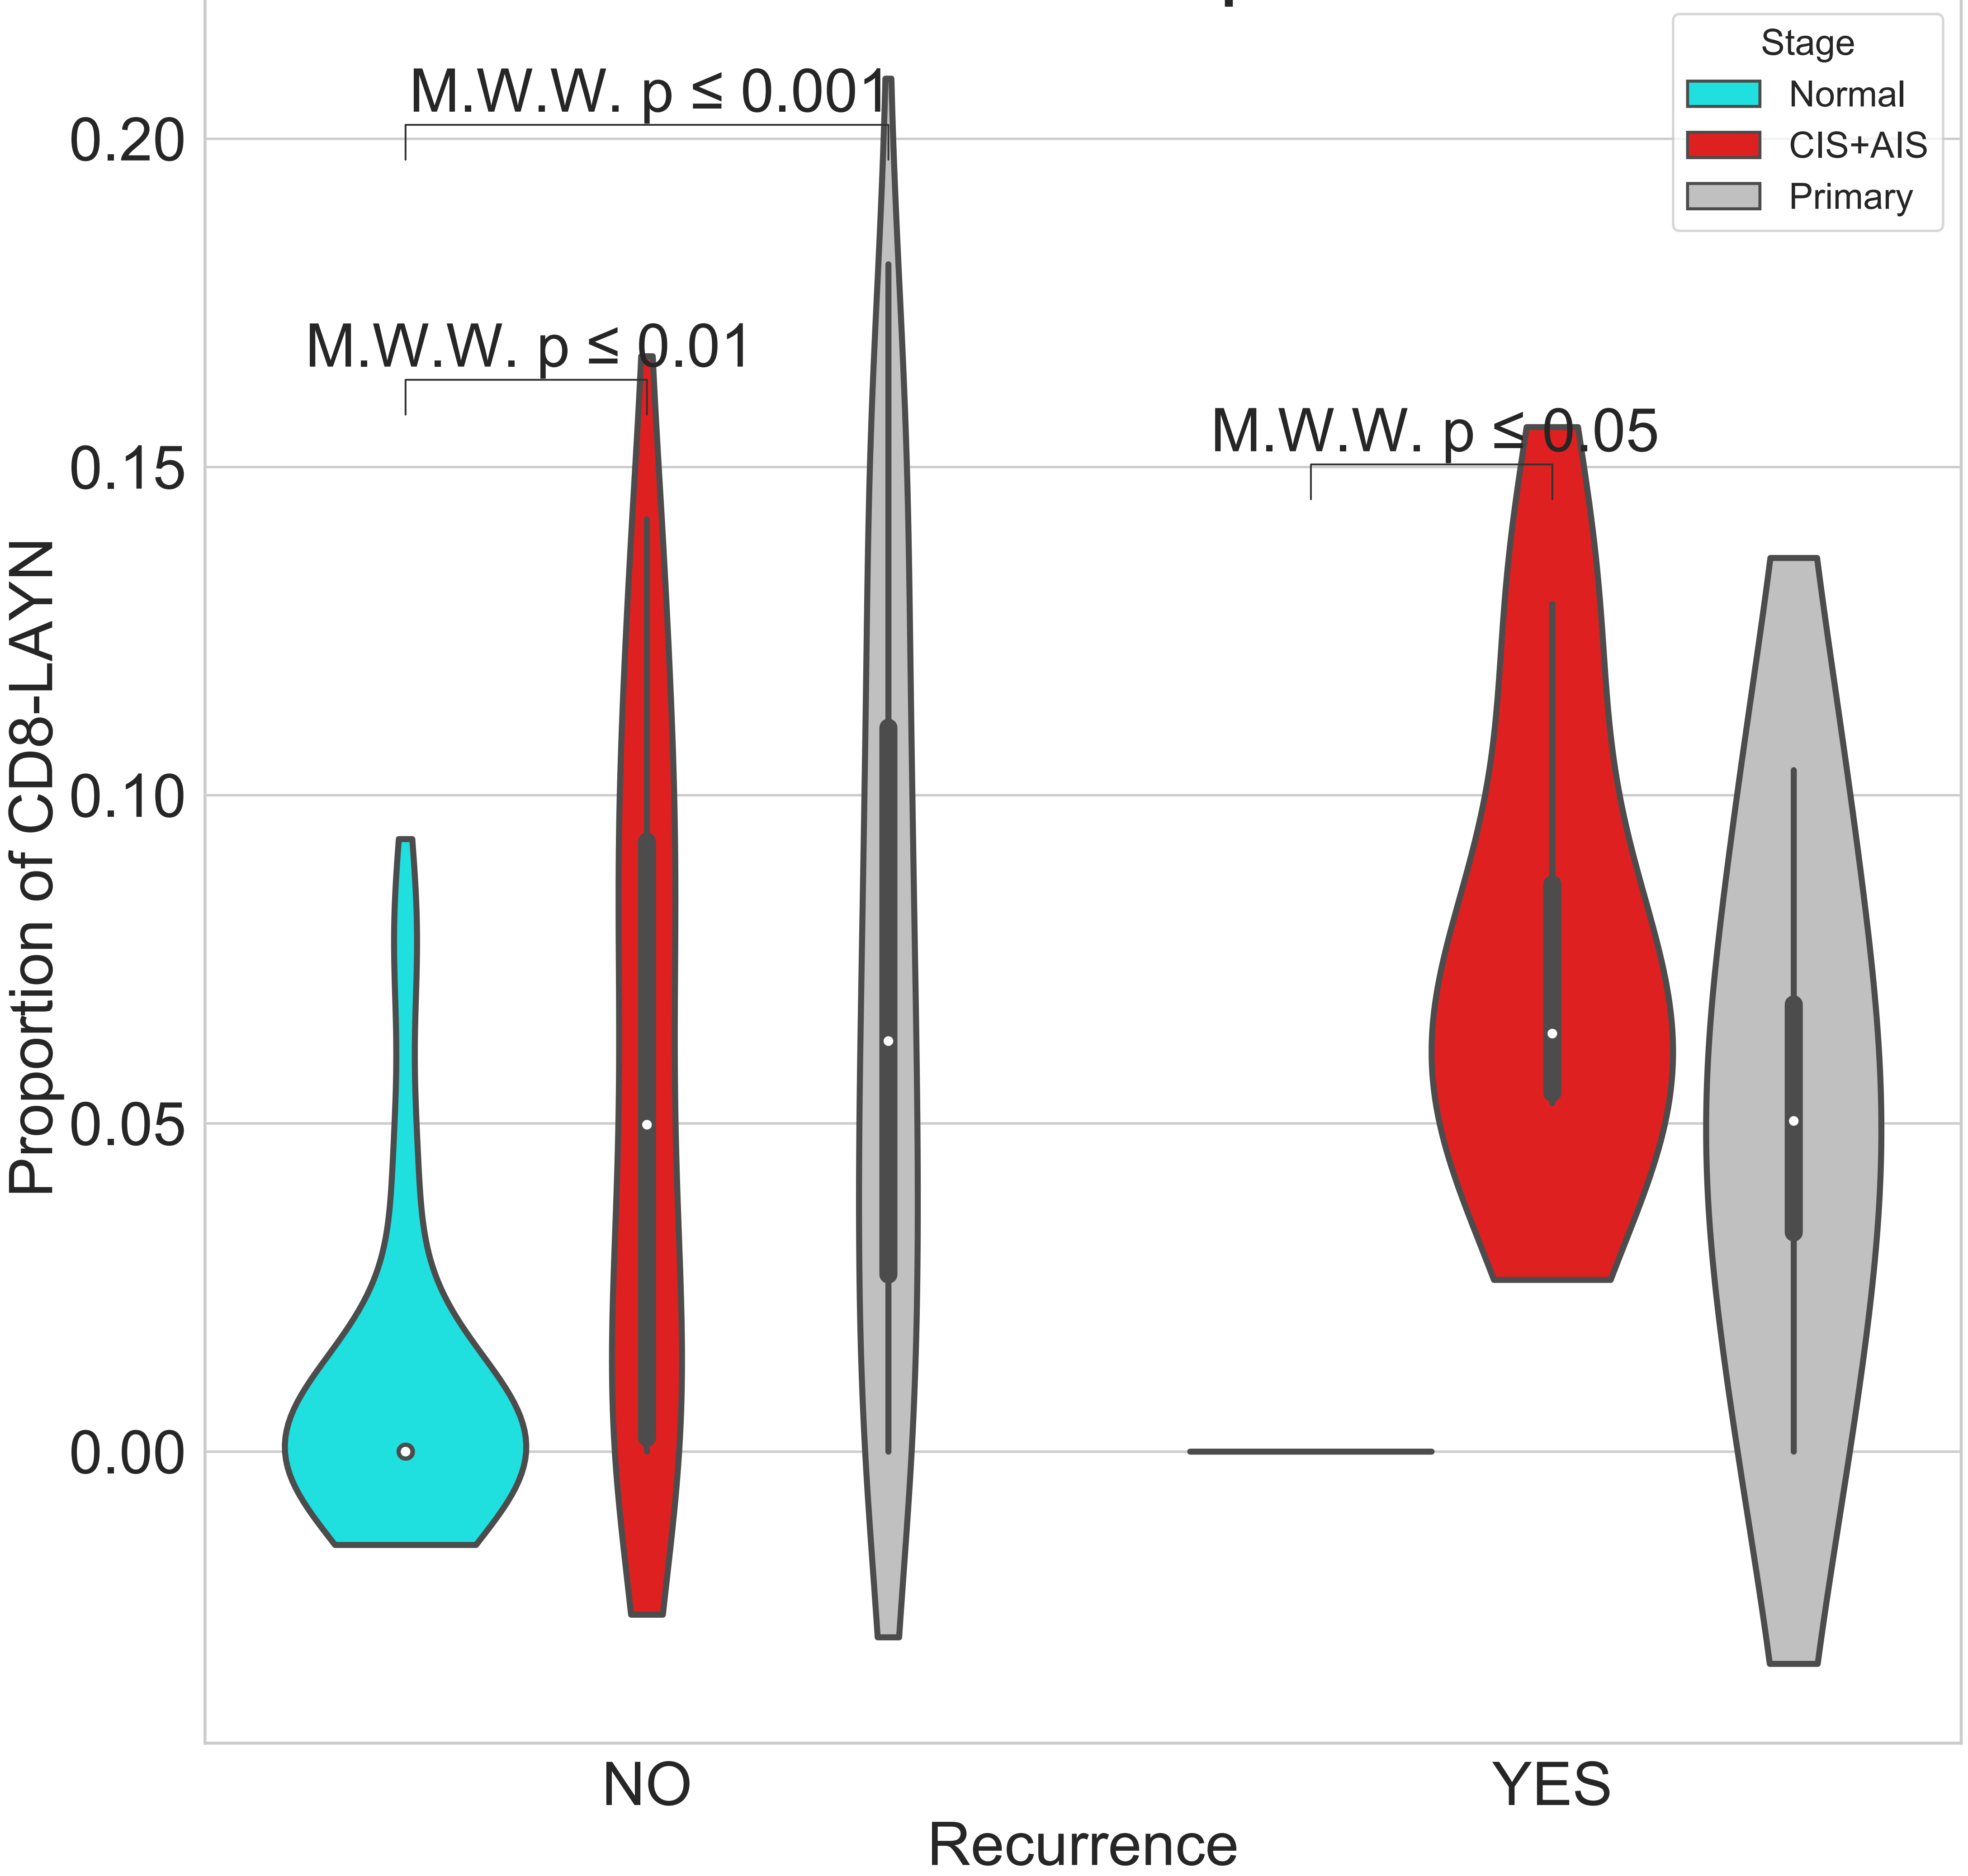 Stage
Normal
CIS+AIS
Primary
M.W.W. p ≤ 0.001
M.W.W. p ≤ 0.01
M.W.W. p ≤ 0.05
Proportion of CD8-LAYN
0.20
0.15
0.10
0.05
0.00
NO
YES
Recurrence